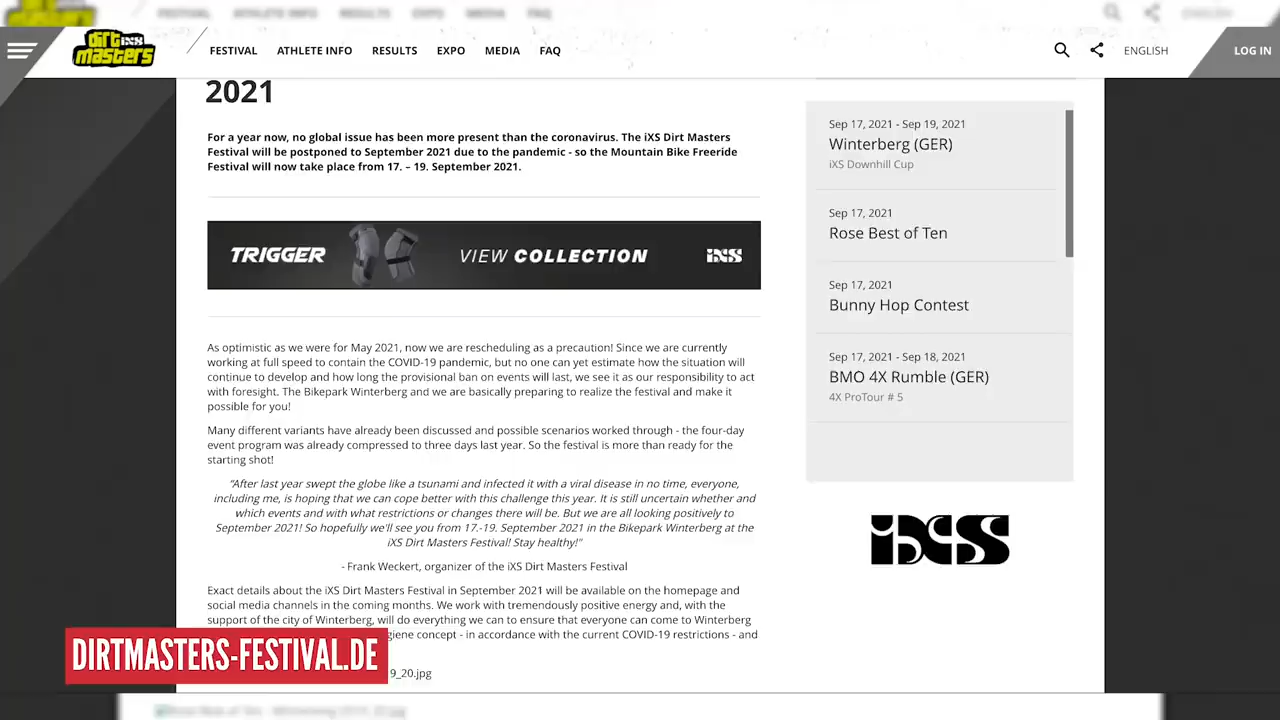 FESTIVAL ATHLETE INFO RESULTS EXPO MEDIA FAQ ENGLISH
dirt iXS masters
FESTIVAL ATHLETE INFO RESULTS EXPO MEDIA FAQ ENGLISH LOG IN
2021
For a year now, no global issue has been more present than the coronavirus. The iXS Dirt Masters
Festival will be postponed to September 2021 due to the pandemic - so the Mountain Bike Freeride
Festival will now take place from 17. – 19. September 2021.
TRIGGER VIEW COLLECTION iXS
As optimistic as we were for May 2021, now we are rescheduling as a precaution! Since we are currently
working at full speed to contain the COVID-19 pandemic, but no one can yet estimate how the situation will
continue to develop and how long the provisional ban on events will last, we see it as our responsibility to act
with foresight. The Bikepark Winterberg and we are basically preparing to realize the festival and make it
possible for you!
Many different variants have already been discussed and possible scenarios worked through - the four-day
event program was already compressed to three days last year. So the festival is more than ready for the
starting shot!
"After last year swept the globe like a tsunami and infected it with a viral disease in no time, everyone,
including me, is hoping that we can cope better with this challenge this year. It is still uncertain whether and
which events and with what restrictions or changes there will be. But we are all looking positively to
September 2021! So hopefully we'll see you from 17.-19. September 2021 in the Bikepark Winterberg at the
iXS Dirt Masters Festival! Stay healthy!"
- Frank Weckert, organizer of the iXS Dirt Masters Festival
Exact details about the iXS Dirt Masters Festival in September 2021 will be available on the homepage and
social media channels in the coming months. We work with tremendously positive energy and, with the
support of the city of Winterberg, will do everything we can to ensure that everyone can come to Winterberg
giene concept - in accordance with the current COVID-19 restrictions - and
9_20.jpg
Sep 17, 2021 - Sep 19, 2021
Winterberg (GER)
iXS Downhill Cup
Sep 17, 2021
Rose Best of Ten
Sep 17, 2021
Bunny Hop Contest
Sep 17, 2021 - Sep 18, 2021
BMO 4X Rumble (GER)
4X ProTour # 5
iXS
DIRTMASTERS-FESTIVAL.DE